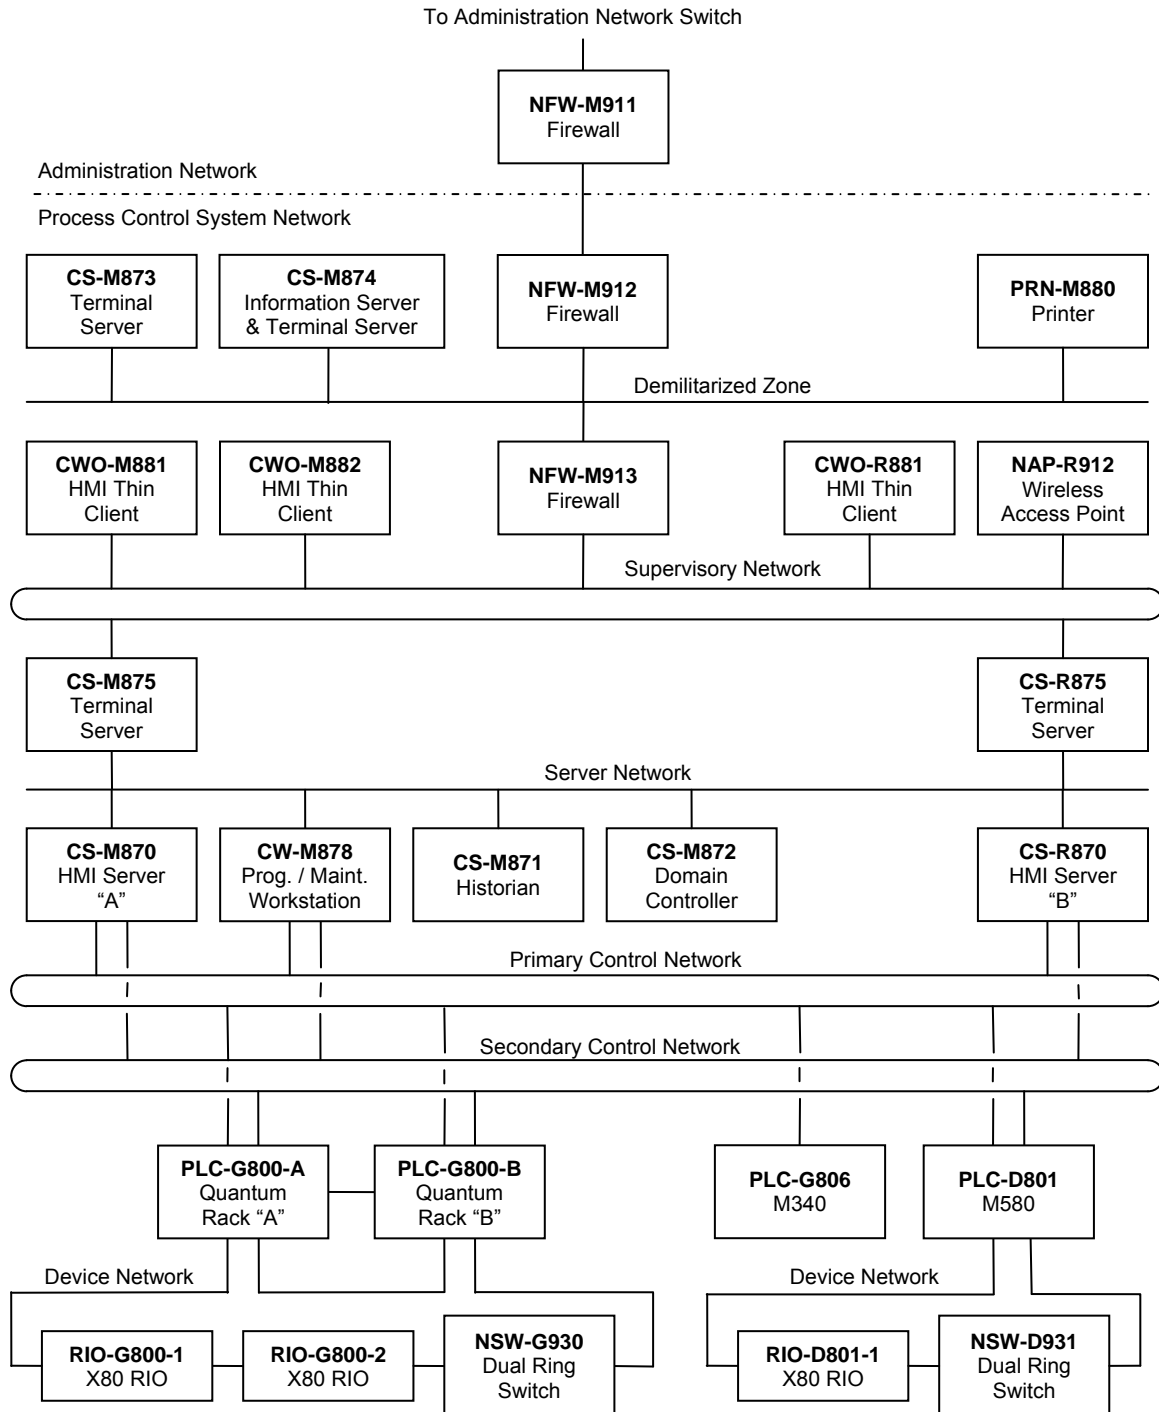 To Administration Network Switch
NFW-M911
Firewall
Administration Network
Process Control System Network
CS-M873
Terminal
Server
CS-M874
Information Server
& Terminal Server
NFW-M912
Firewall
PRN-M880
Printer
Demilitarized Zone
CWO-M881
HMI Thin
Client
CWO-M882
HMI Thin
Client
NFW-M913
Firewall
CWO-R881
HMI Thin
Client
NAP-R912
Wireless
Access Point
Supervisory Network
CS-M875
Terminal
Server
CS-R875
Terminal
Server
Server Network
CS-M870
HMI Server
“A”
CW-M878
Prog. / Maint.
Workstation
CS-M871
Historian
CS-M872
Domain
Controller
CS-R870
HMI Server
“B”
Primary Control Network
Secondary Control Network
PLC-G800-A
Quantum
Rack “A”
PLC-G800-B
Quantum
Rack “B”
PLC-G806
M340
PLC-D801
M580
Device Network
Device Network
RIO-G800-1
X80 RIO
RIO-G800-2
X80 RIO
NSW-G930
Dual Ring
Switch
RIO-D801-1
X80 RIO
NSW-D931
Dual Ring
Switch